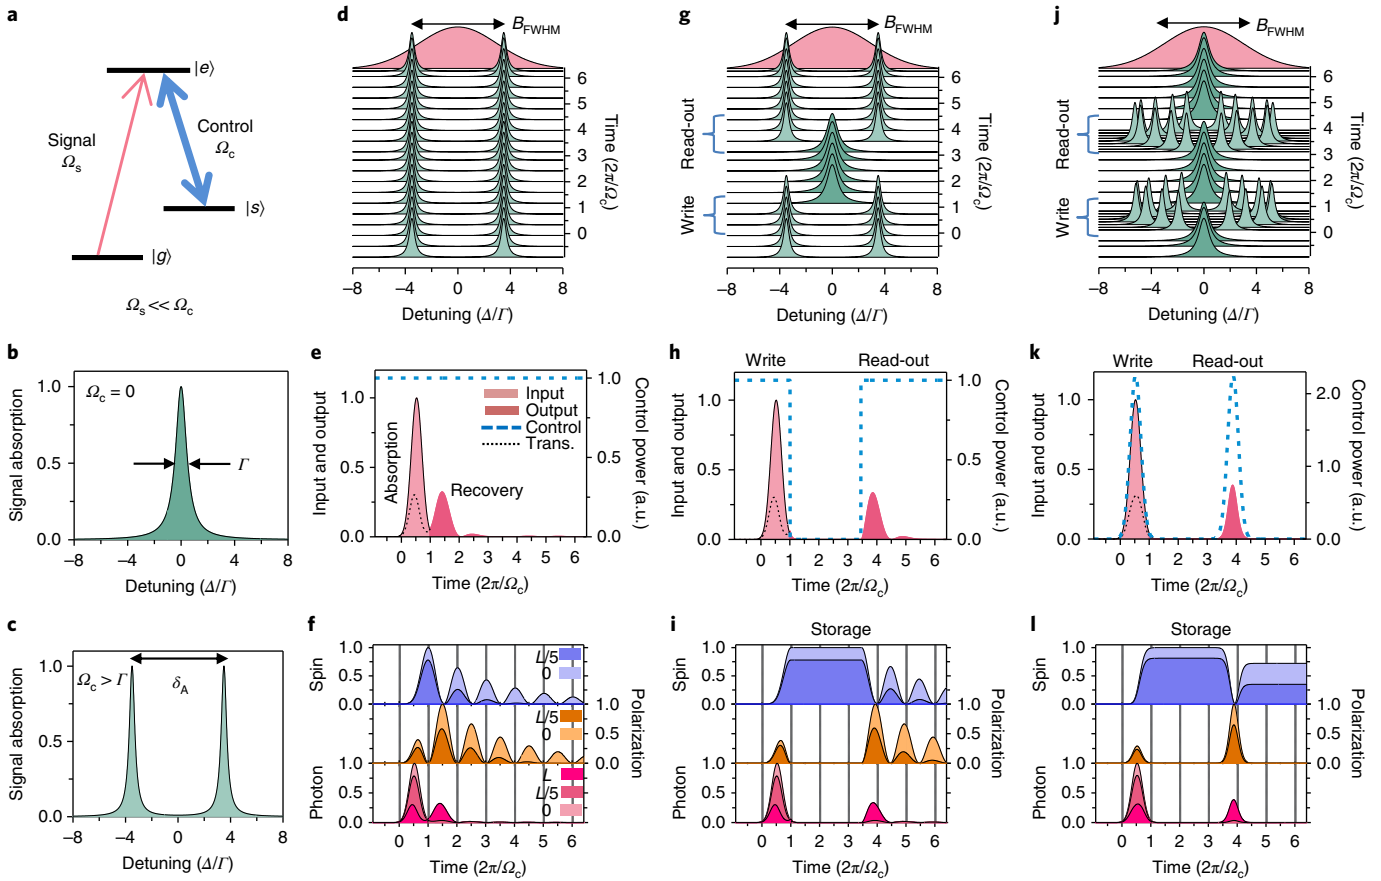 a
|e⟩
Signal
Ωs
Control
Ωc
|s⟩
|g⟩
Ωs << Ωc
b
Signal absorption
1.0
0.5
0.0
Ωc = 0
Γ
−8 −4 0 4 8
Detuning (Δ/Γ)
c
Signal absorption
1.0
0.5
0.0
Ωc > Γ
δA
−8 −4 0 4 8
Detuning (Δ/Γ)
d
BFWHM
6
5
4
3
2
1
0
Time (2π/Ωc)
−8 −4 0 4 8
Detuning (Δ/Γ)
e
Input and output
1.0
0.5
0.0
Absorption
Recovery
Input
Output
Control
Trans.
1.0
0.5
0.0
Control power (a.u.)
0 1 2 3 4 5 6
Time (2π/Ωc)
f
Spin
1.0
0.5
0.0
L/5
0
L/5
0
1.0
0.5
0.0
Polarization
Photon
1.0
0.5
0.0
L
L/5
0
0 1 2 3 4 5 6
Time (2π/Ωc)
g
BFWHM
Read-out
Write
6
5
4
3
2
1
0
Time (2π/Ωc)
−8 −4 0 4 8
Detuning (Δ/Γ)
h
Write Read-out
Input and output
1.0
0.5
0.0
1.0
0.5
0.0
Control power (a.u.)
0 1 2 3 4 5 6
Time (2π/Ωc)
i
Storage
Spin
1.0
0.5
0.0
1.0
0.5
0.0
Polarization
Photon
1.0
0.5
0.0
0 1 2 3 4 5 6
Time (2π/Ωc)
j
BFWHM
Read-out
Write
6
5
4
3
2
1
0
Time (2π/Ωc)
−8 −4 0 4 8
Detuning (Δ/Γ)
k
Write Read-out
Input and output
1.0
0.5
0.0
2.0
1.0
0.0
Control power (a.u.)
0 1 2 3 4 5 6
Time (2π/Ωc)
l
Storage
Spin
1.0
0.5
0.0
1.0
0.5
0.0
Polarization
Photon
1.0
0.5
0.0
0 1 2 3 4 5 6
Time (2π/Ωc)